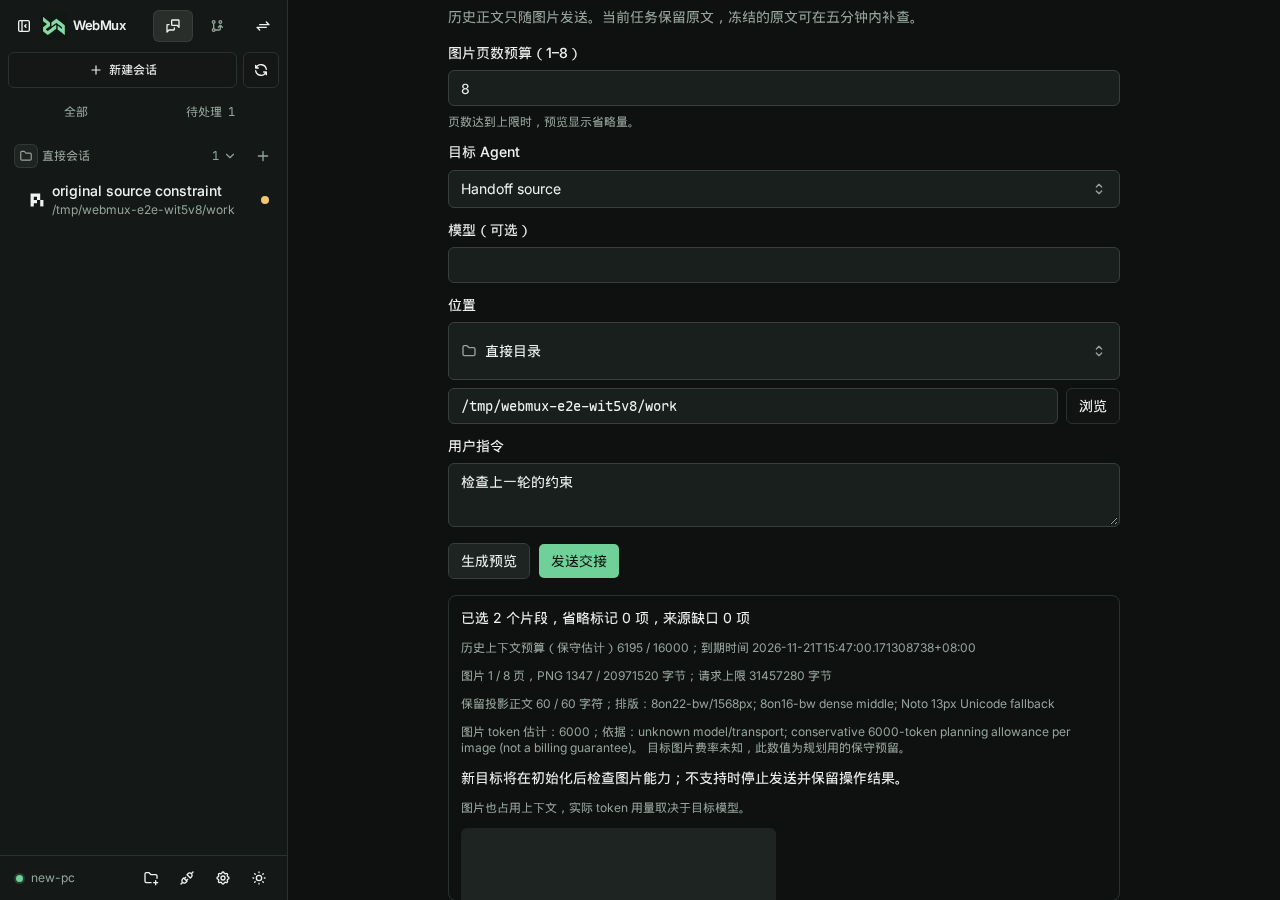 WebMux
新建会话
全部
待处理 1
直接会话
1
original source constraint
/tmp/webmux-e2e-wit5v8/work
new-pc
历史正文只随图片发送。当前任务保留原文，冻结的原文可在五分钟内补查。
图片页数预算（1–8）
8
页数达到上限时，预览显示省略量。
目标 Agent
Handoff source
模型（可选）
位置
直接目录
/tmp/webmux-e2e-wit5v8/work
浏览
用户指令
检查上一轮的约束
生成预览
发送交接
已选 2 个片段，省略标记 0 项，来源缺口 0 项
历史上下文预算（保守估计）6195 / 16000；到期时间 2026-11-21T15:47:00.171308738+08:00
图片 1 / 8 页，PNG 1347 / 20971520 字节；请求上限 31457280 字节
保留投影正文 60 / 60 字符；排版：8on22-bw/1568px; 8on16-bw dense middle; Noto 13px Unicode fallback
图片 token 估计：6000；依据：unknown model/transport; conservative 6000-token planning allowance per
image (not a billing guarantee)。 目标图片费率未知，此数值为规划用的保守预留。
新目标将在初始化后检查图片能力；不支持时停止发送并保留操作结果。
图片也占用上下文，实际 token 用量取决于目标模型。